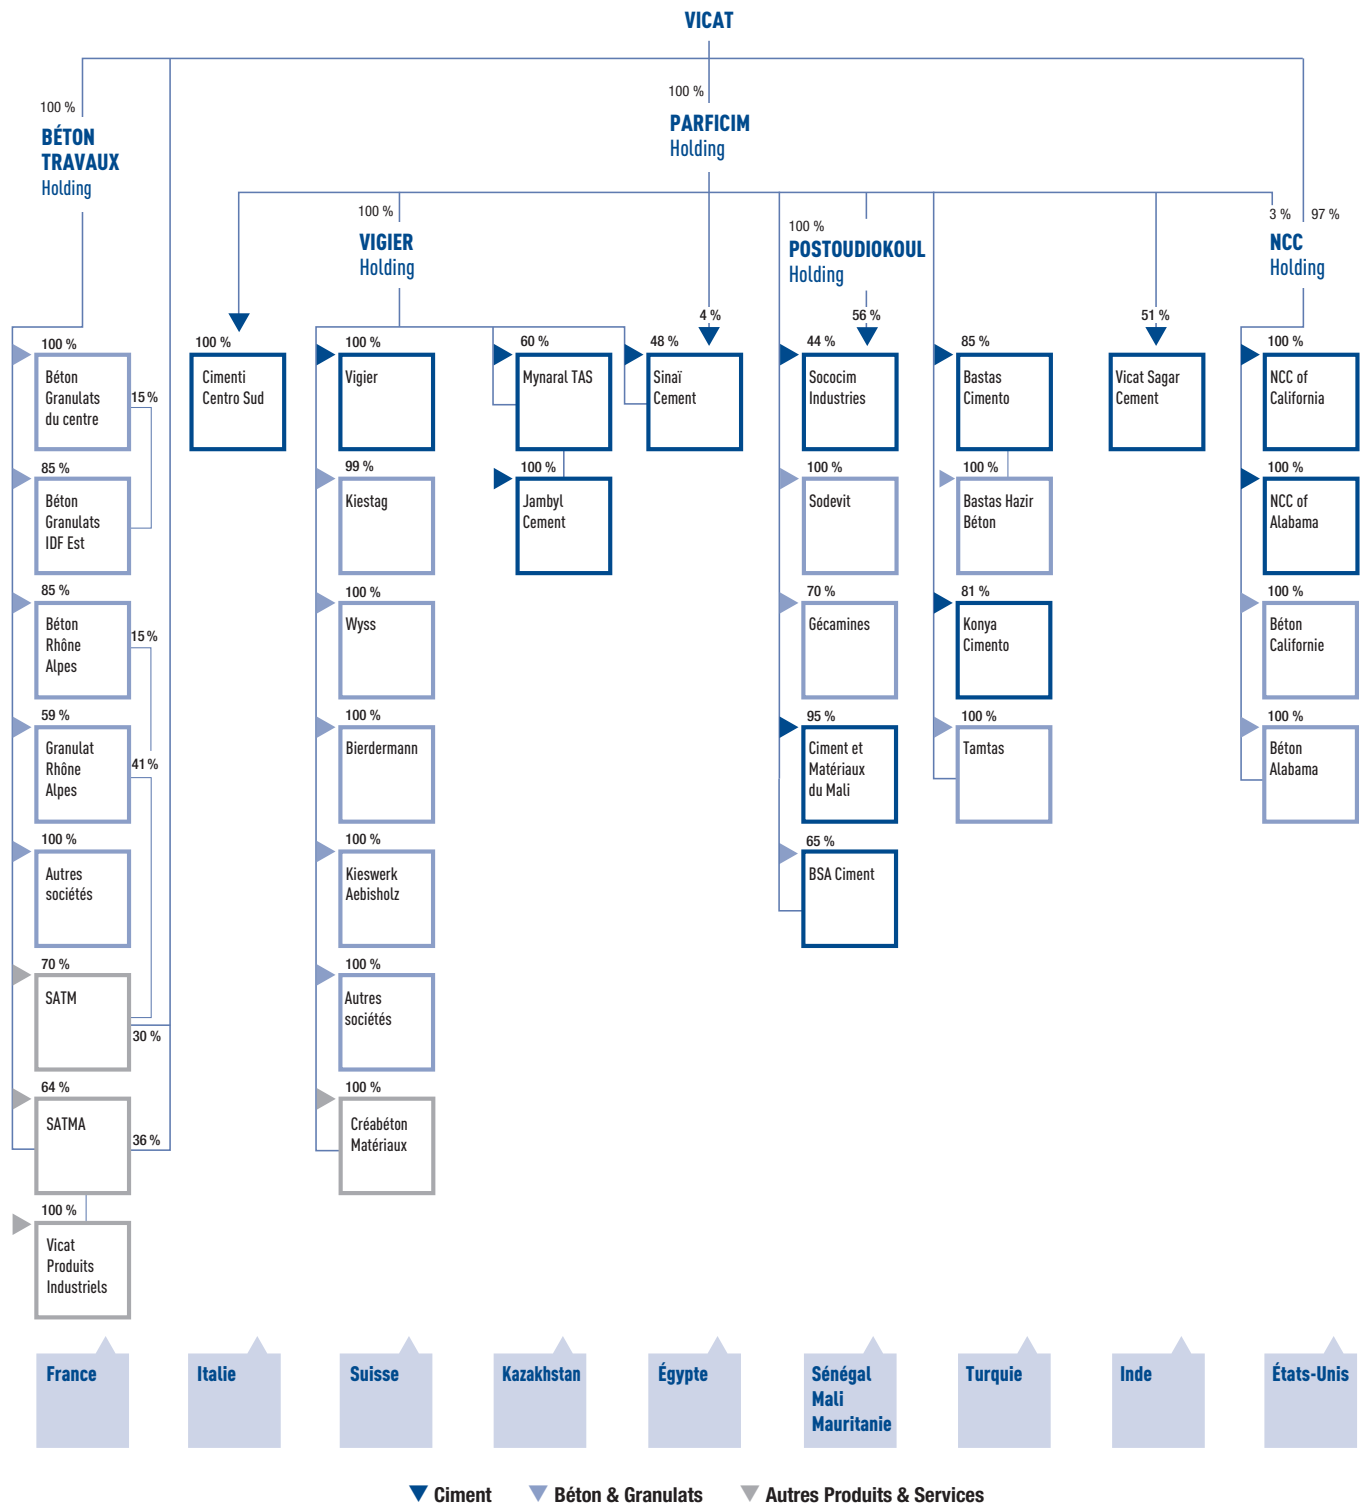 VICAT
100 %
BÉTON
TRAVAUX
Holding
100 %
PARFICIM
Holding
100 %
VIGIER
Holding
100 %
POSTOUDIOKOUL
Holding
3 %
97 %
NCC
Holding
100 %
Béton
Granulats
du centre
15 %
85 %
Béton
Granulats
IDF Est
85 %
Béton
Rhône
Alpes
15 %
59 %
Granulat
Rhône
Alpes
41 %
100 %
Autres
sociétés
70 %
SATM
30 %
64 %
SATMA
36 %
100 %
Vicat
Produits
Industriels
100 %
Cimenti
Centro Sud
100 %
Vigier
99 %
Kiestag
100 %
Wyss
100 %
Bierdermann
100 %
Kieswerk
Aebisholz
100 %
Autres
sociétés
100 %
Créabéton
Matériaux
60 %
Mynaral TAS
100 %
Jambyl
Cement
4 %
48 %
Sinaï
Cement
56 %
44 %
Sococim
Industries
100 %
Sodevit
70 %
Gécamines
95 %
Ciment et
Matériaux
du Mali
65 %
BSA Ciment
85 %
Bastas
Cimento
100 %
Bastas Hazir
Béton
81 %
Konya
Cimento
100 %
Tamtas
51 %
Vicat Sagar
Cement
100 %
NCC of
California
100 %
NCC of
Alabama
100 %
Béton
Californie
100 %
Béton
Alabama
France
Italie
Suisse
Kazakhstan
Égypte
Sénégal
Mali
Mauritanie
Turquie
Inde
États-Unis
Ciment
Béton & Granulats
Autres Produits & Services